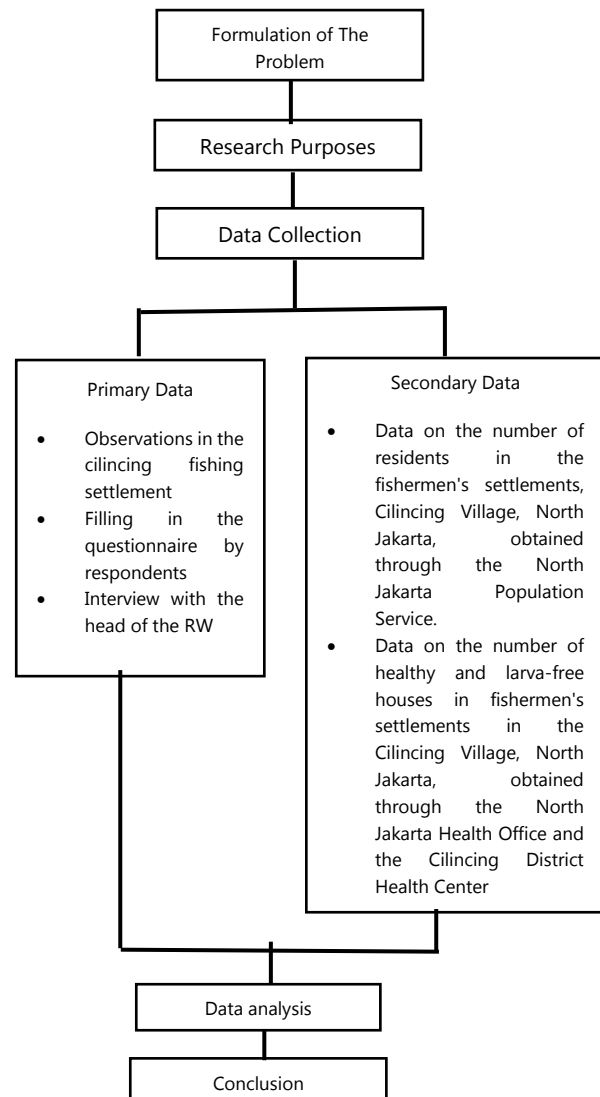 Formulation of The
Problem
Research Purposes
Data Collection
Primary Data
• Observations in the
cilincing fishing
settlement
• Filling in the
questionnaire by
respondents
• Interview with the
head of the RW
Secondary Data
• Data on the number of
residents in the
fishermen's settlements,
Cilincing Village, North
Jakarta, obtained
through the North
Jakarta Population
Service.
• Data on the number of
healthy and larva-free
houses in fishermen's
settlements in the
Cilincing Village, North
Jakarta, obtained
through the North
Jakarta Health Office and
the Cilincing District
Health Center
Data analysis
Conclusion